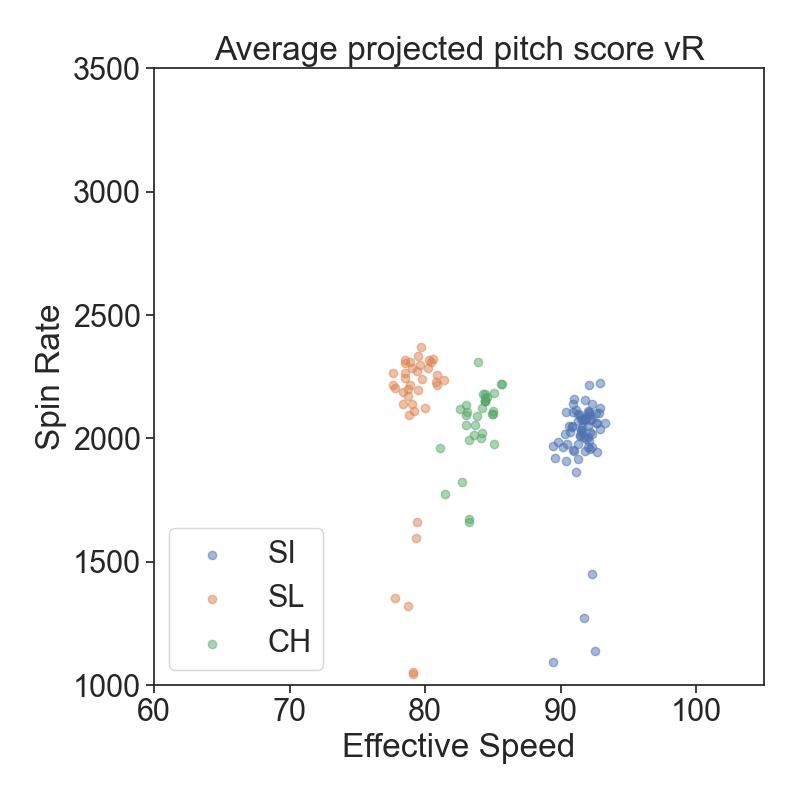 Average projected pitch score vR
3500
3000
2500
2000
1500
1000
Spin Rate
SI
SL
CH
60 70 80 90 100
Effective Speed